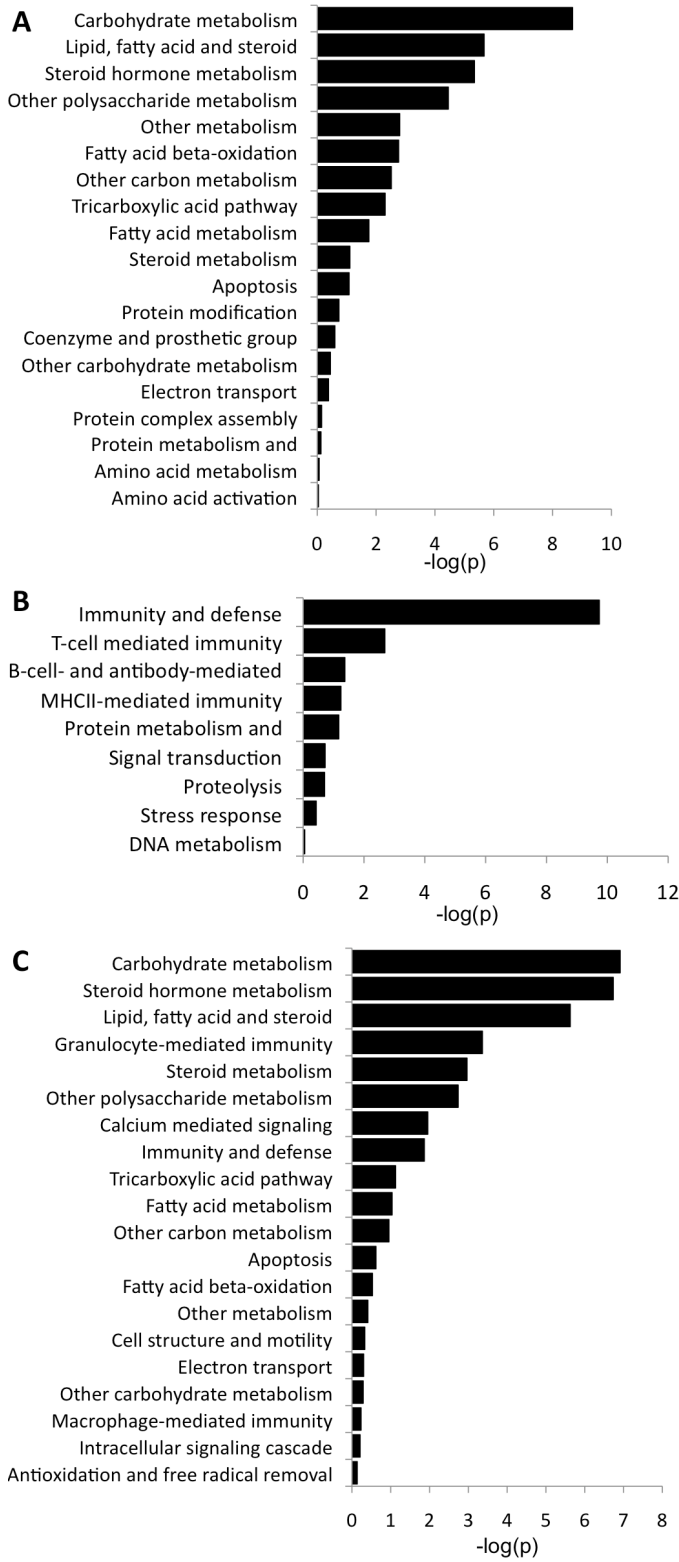 A
Carbohydrate metabolism
Lipid, fatty acid and steroid
Steroid hormone metabolism
Other polysaccharide metabolism
Other metabolism
Fatty acid beta-oxidation
Other carbon metabolism
Tricarboxylic acid pathway
Fatty acid metabolism
Steroid metabolism
Apoptosis
Protein modification
Coenzyme and prosthetic group
Other carbohydrate metabolism
Electron transport
Protein complex assembly
Protein metabolism and
Amino acid metabolism
Amino acid activation
0 2 4 6 8 10
-log(p)
B
Immunity and defense
T-cell mediated immunity
B-cell- and antibody-mediated
MHCII-mediated immunity
Protein metabolism and
Signal transduction
Proteolysis
Stress response
DNA metabolism
0 2 4 6 8 10 12
-log(p)
C
Carbohydrate metabolism
Steroid hormone metabolism
Lipid, fatty acid and steroid
Granulocyte-mediated immunity
Steroid metabolism
Other polysaccharide metabolism
Calcium mediated signaling
Immunity and defense
Tricarboxylic acid pathway
Fatty acid metabolism
Other carbon metabolism
Apoptosis
Fatty acid beta-oxidation
Other metabolism
Cell structure and motility
Electron transport
Other carbohydrate metabolism
Macrophage-mediated immunity
Intracellular signaling cascade
Antioxidation and free radical removal
0 1 2 3 4 5 6 7 8
-log(p)